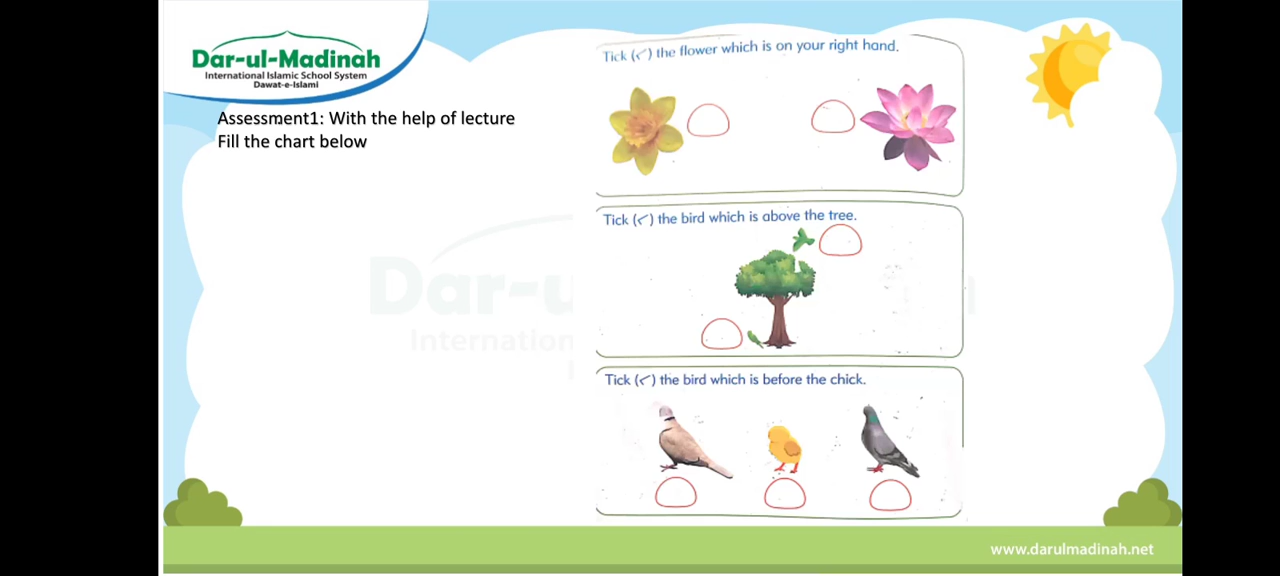 Dar-ul-Madinah
International Islamic School System
Dawat-e-Islami
Assessment1: With the help of lecture
Fill the chart below
Tick (✓) the flower which is on your right hand.
Tick (✓) the bird which is above the tree.
Tick (✓) the bird which is before the chick.
Dar-u
Internation
www.darulmadinah.net